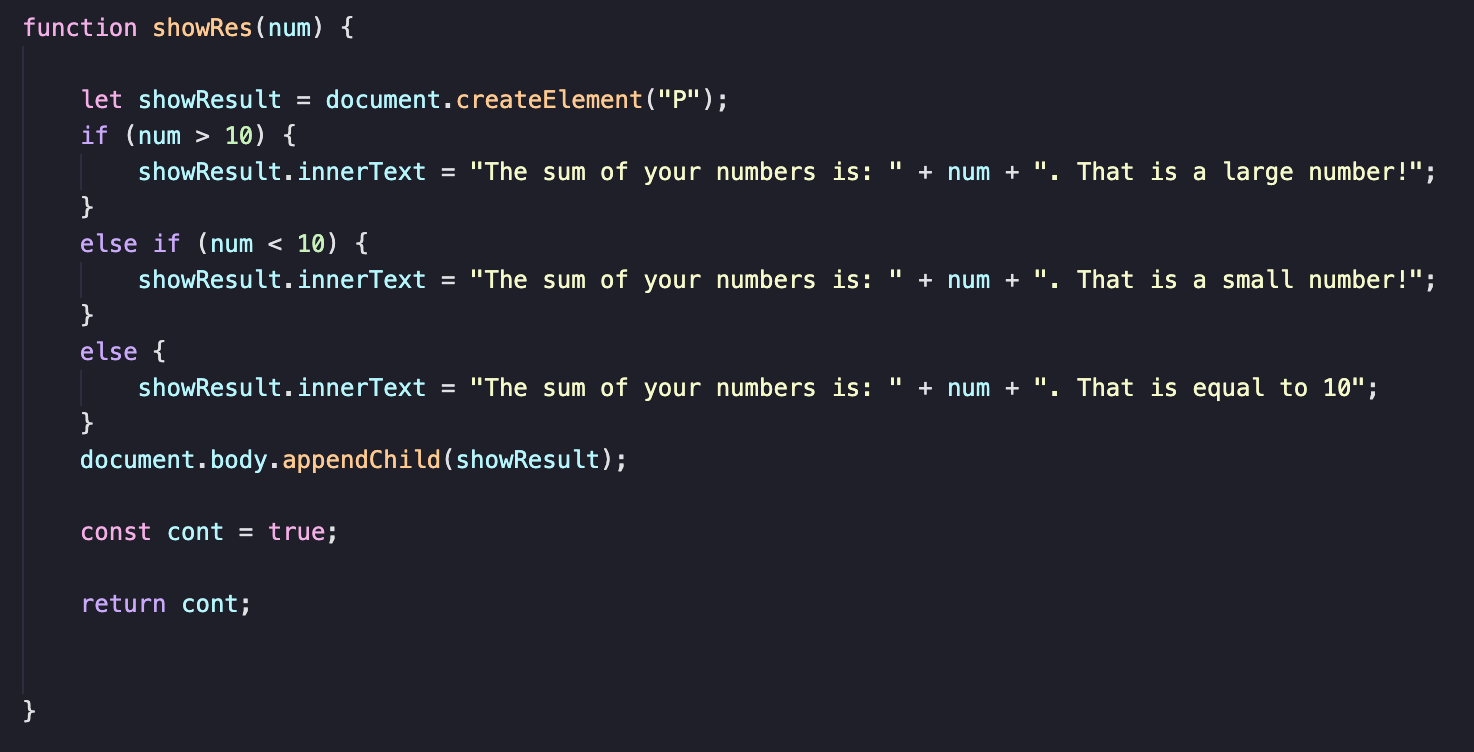 function showRes(num) {
let showResult = document.createElement("P");
if (num > 10) {
showResult.innerText = "The sum of your numbers is: " + num + ". That is a large number!";
}
else if (num < 10) {
showResult.innerText = "The sum of your numbers is: " + num + ". That is a small number!";
}
else {
showResult.innerText = "The sum of your numbers is: " + num + ". That is equal to 10";
}
document.body.appendChild(showResult);
const cont = true;
return cont;
}